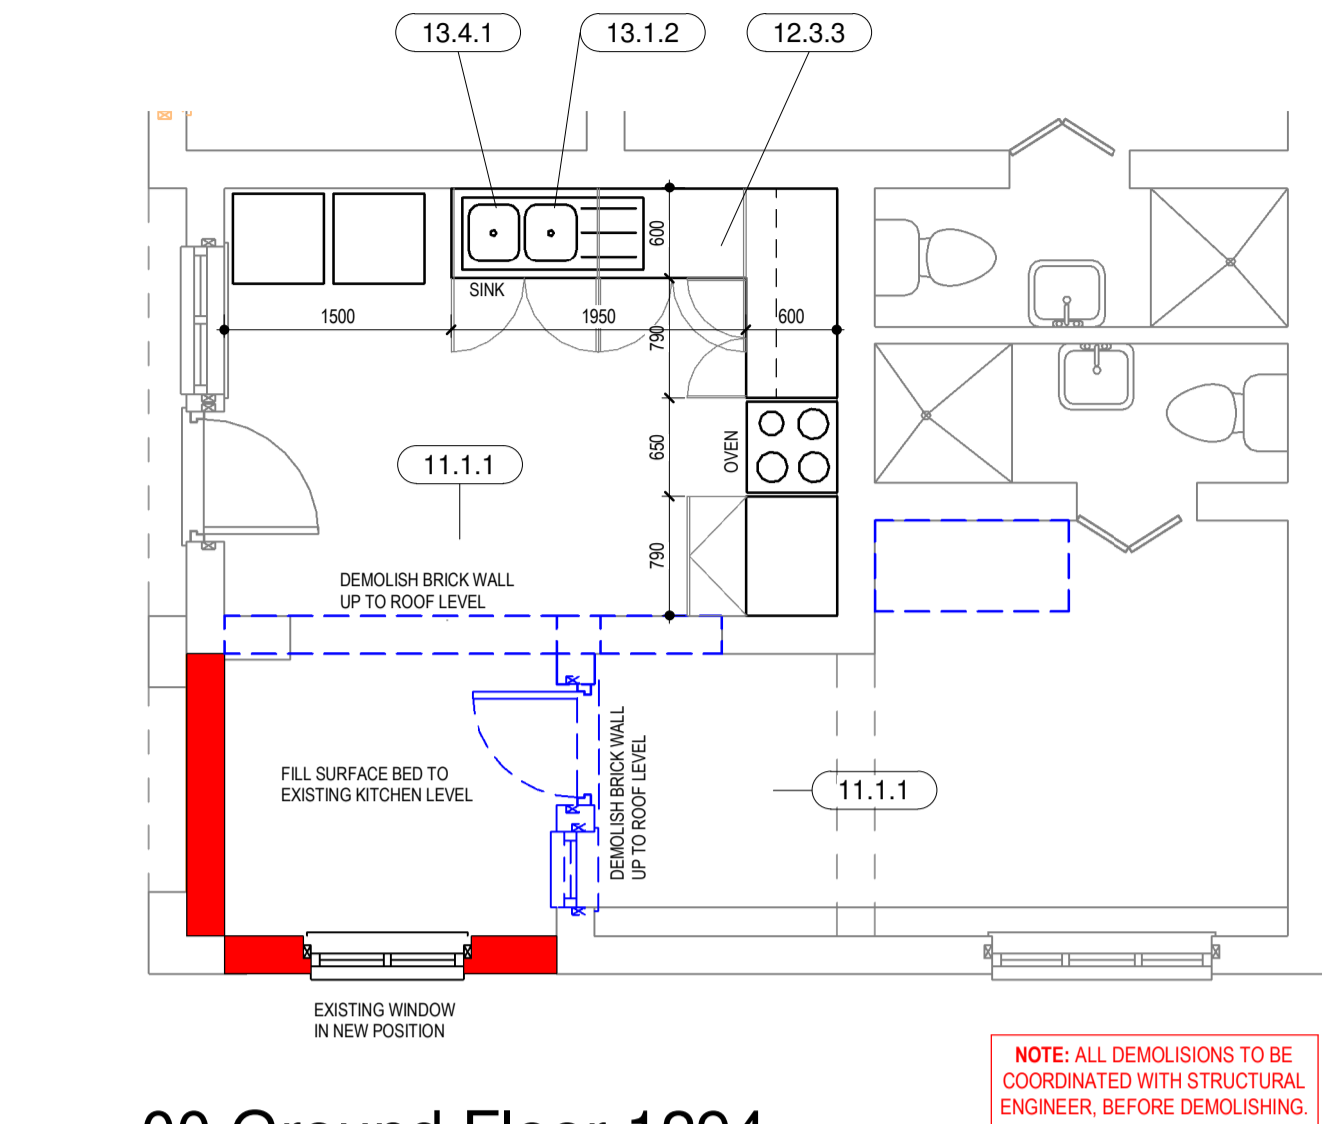 13.4.1
13.1.2
12.3.3
600
SINK
1500
1950
600
790
650
OVEN
11.1.1
790
DEMOLISH BRICK WALL
UP TO ROOF LEVEL
FILL SURFACE BED TO
EXISTING KITCHEN LEVEL
DEMOLISH BRICK WALL
UP TO ROOF LEVEL
11.1.1
EXISTING WINDOW
IN NEW POSITION
NOTE: ALL DEMOLISIONS TO BE
COORDINATED WITH STRUCTURAL
ENGINEER, BEFORE DEMOLISHING.
00 Ground Floor